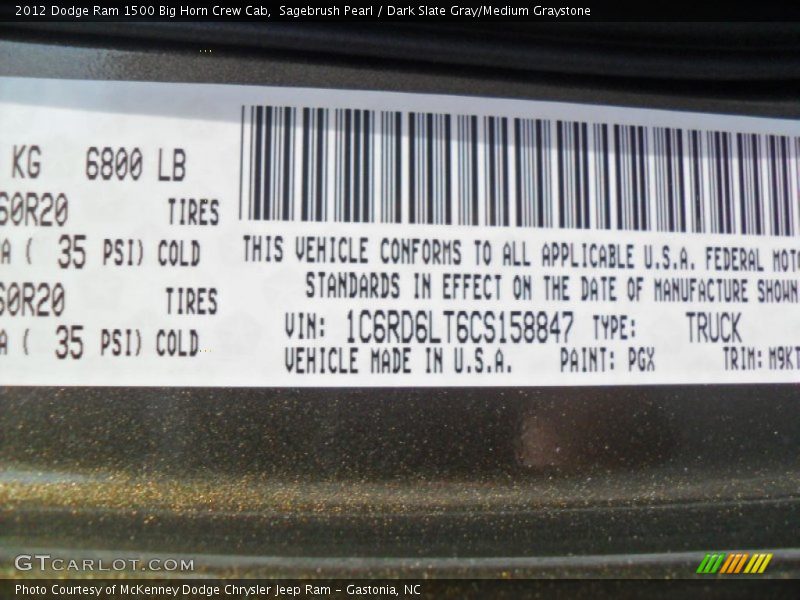 2012 Dodge Ram 1500 Big Horn Crew Cab, Sagebrush Pearl / Dark Slate Gray/Medium Graystone
KG 6800 LB
60R20 TIRES
A ( 35 PSI) COLD
60R20 TIRES
A ( 35 PSI) COLD
THIS VEHICLE CONFORMS TO ALL APPLICABLE U.S.A. FEDERAL MOTO
STANDARDS IN EFFECT ON THE DATE OF MANUFACTURE SHOWN
VIN: 1C6RD6LT6CS158847 TYPE: TRUCK
VEHICLE MADE IN U.S.A. PAINT: PGX TRIM: M9KT
GTCARLOT.COM
Photo Courtesy of McKenney Dodge Chrysler Jeep Ram - Gastonia, NC